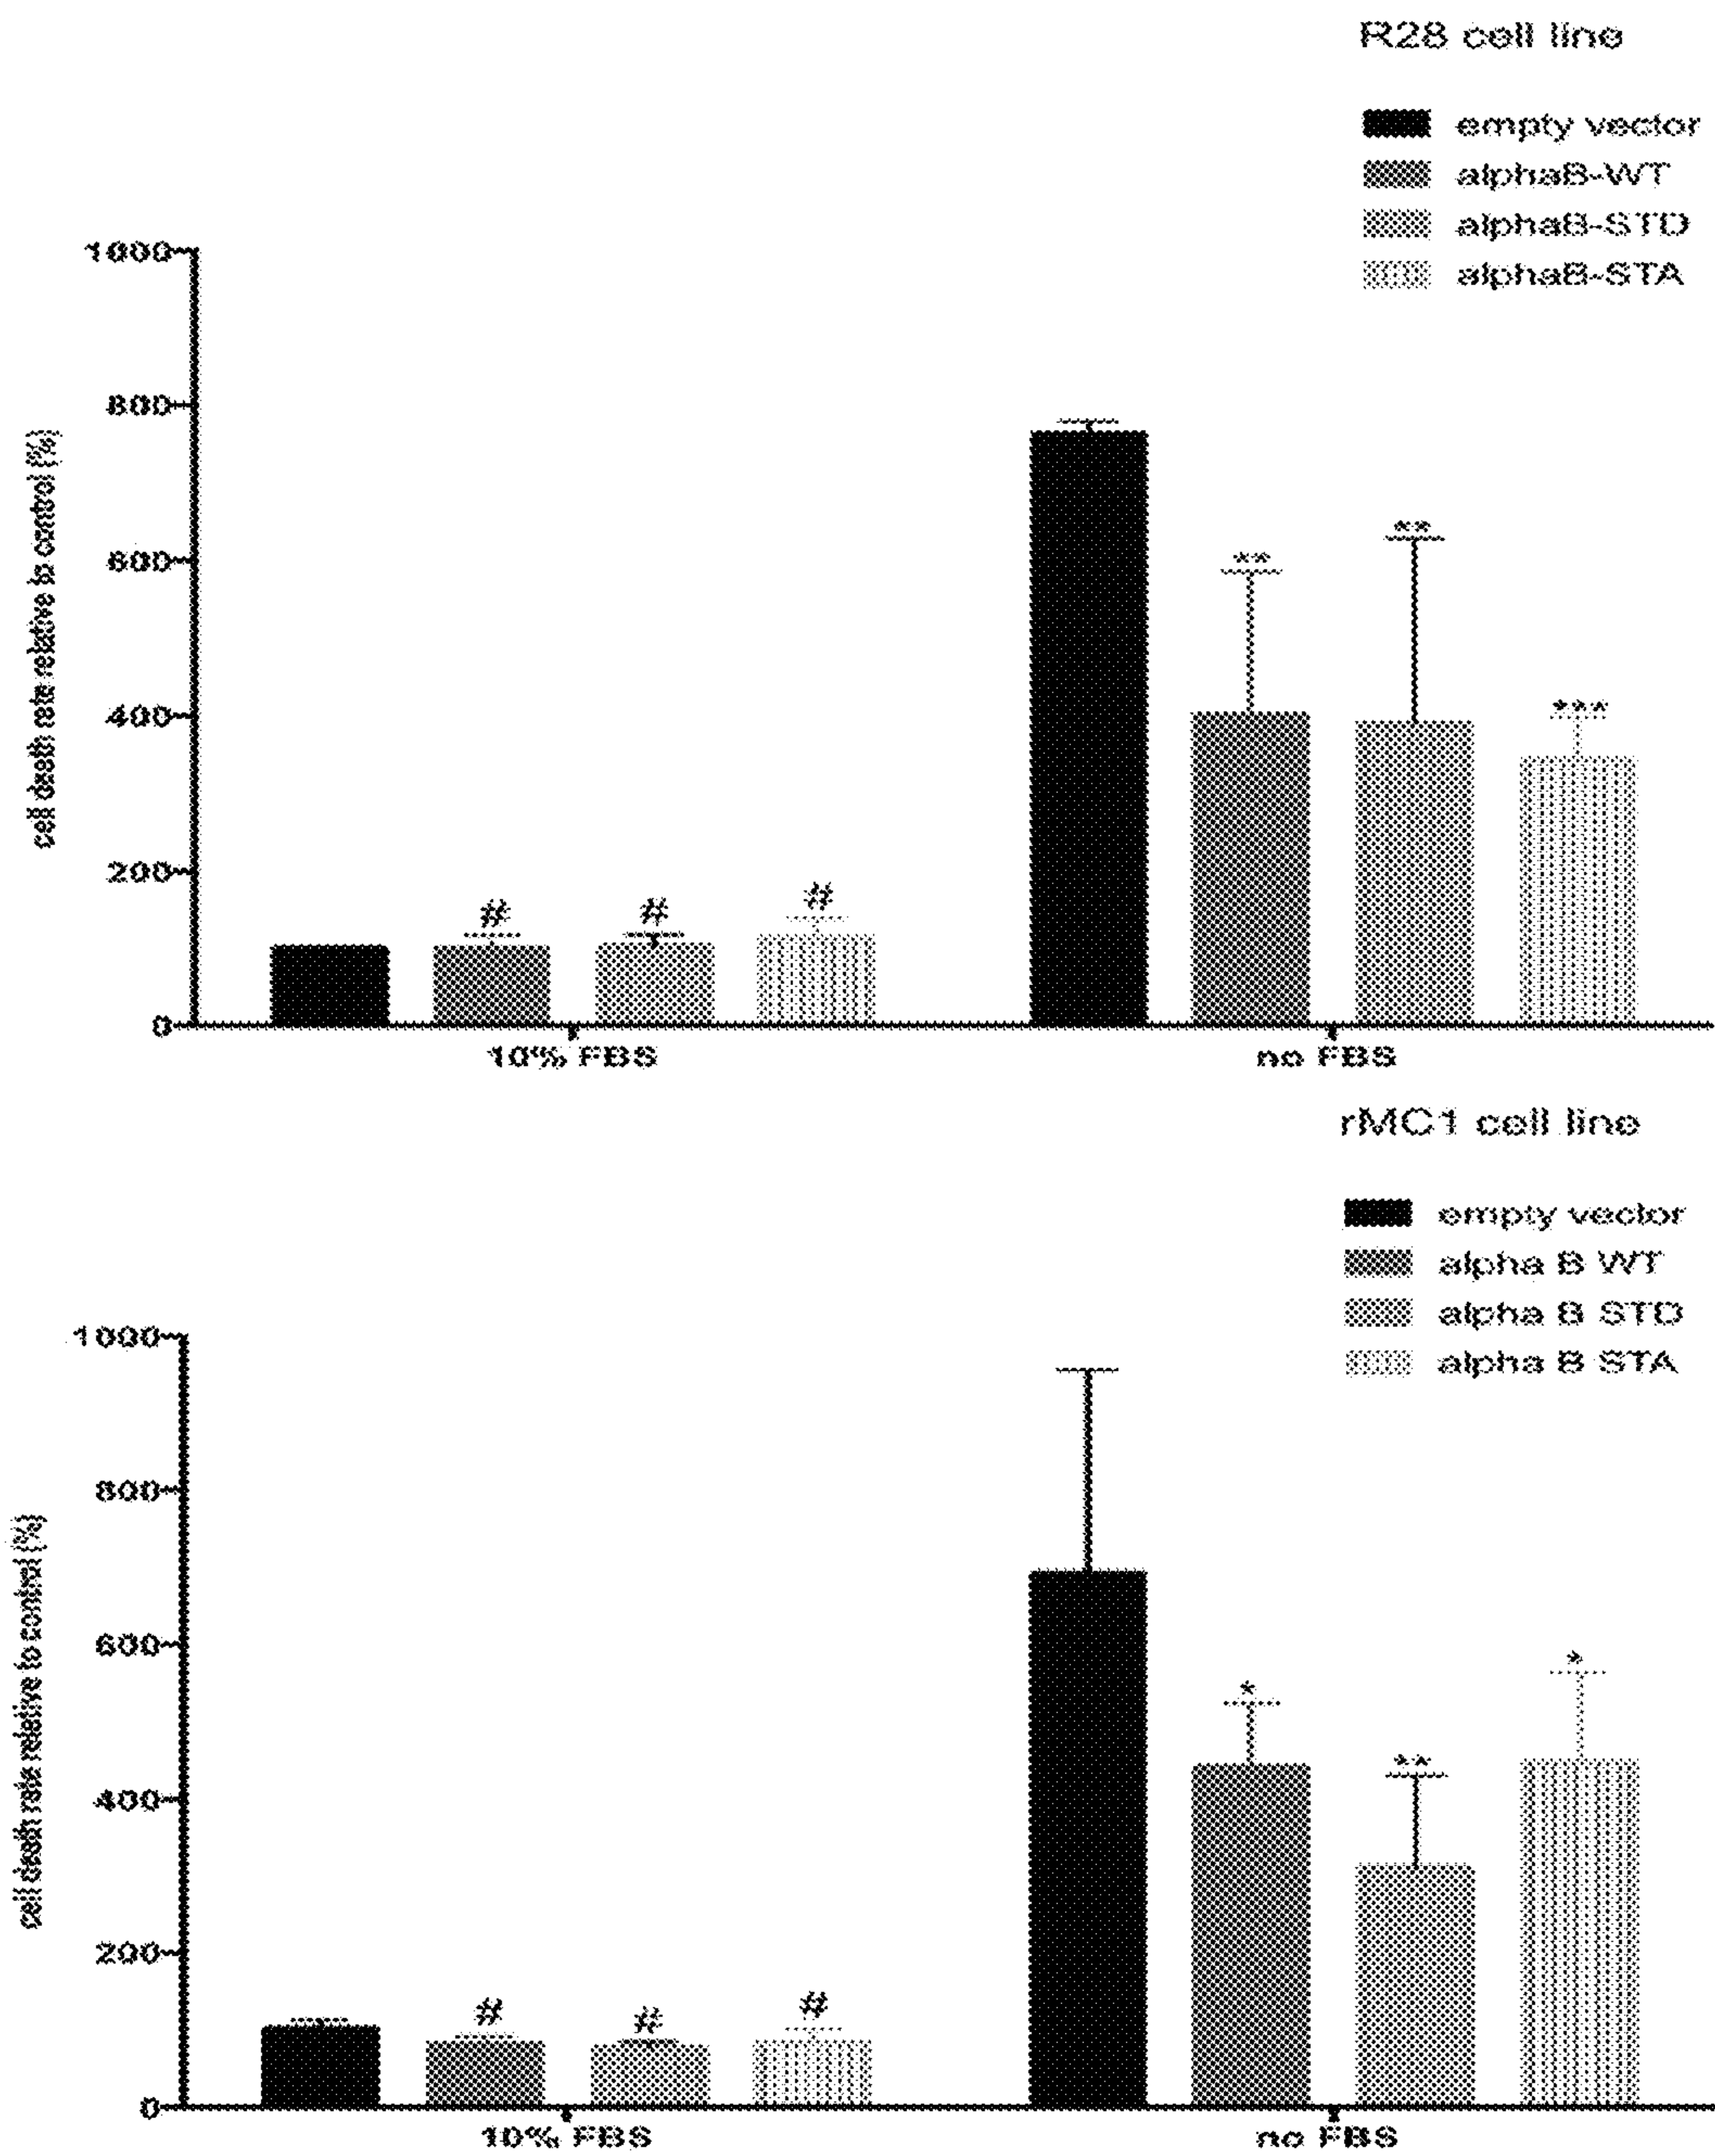 R28 cell line
empty vector
alphaB-WT
alphaB-STD
alphaB-STA
1000
800
600
400
200
0
cell death rate relative to control (%)
# # #
** ** ***
10% FBS no FBS
rMC1 cell line
empty vector
alpha B WT
alpha B STD
alpha B STA
1000
800
600
400
200
0
cell death rate relative to control (%)
# # #
* ** *
10% FBS no FBS